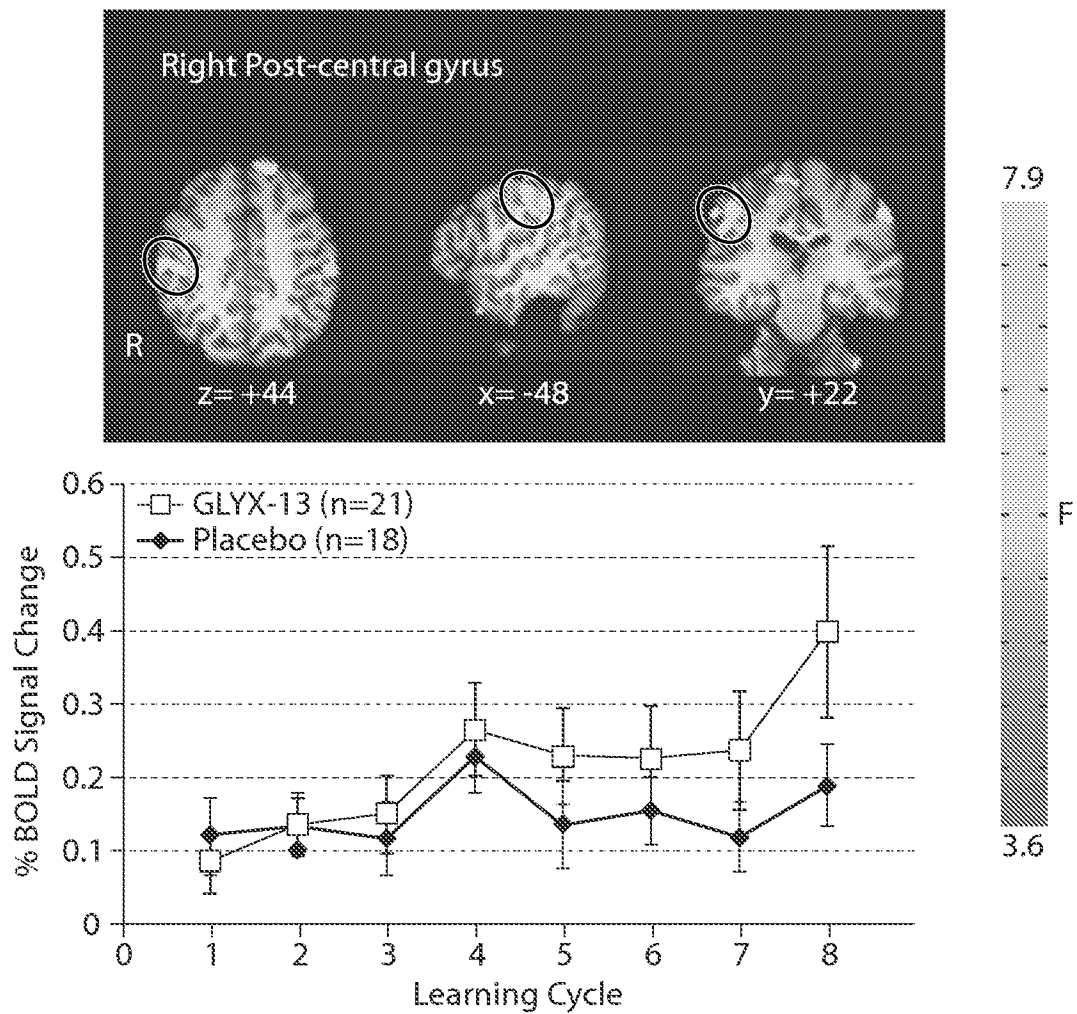 Right Post-central gyrus
R
z= +44
x= -48
y= +22
7.9
F
3.6
% BOLD Signal Change
0.6
0.5
0.4
0.3
0.2
0.1
0
GLYX-13 (n=21)
Placebo (n=18)
0 1 2 3 4 5 6 7 8
Learning Cycle